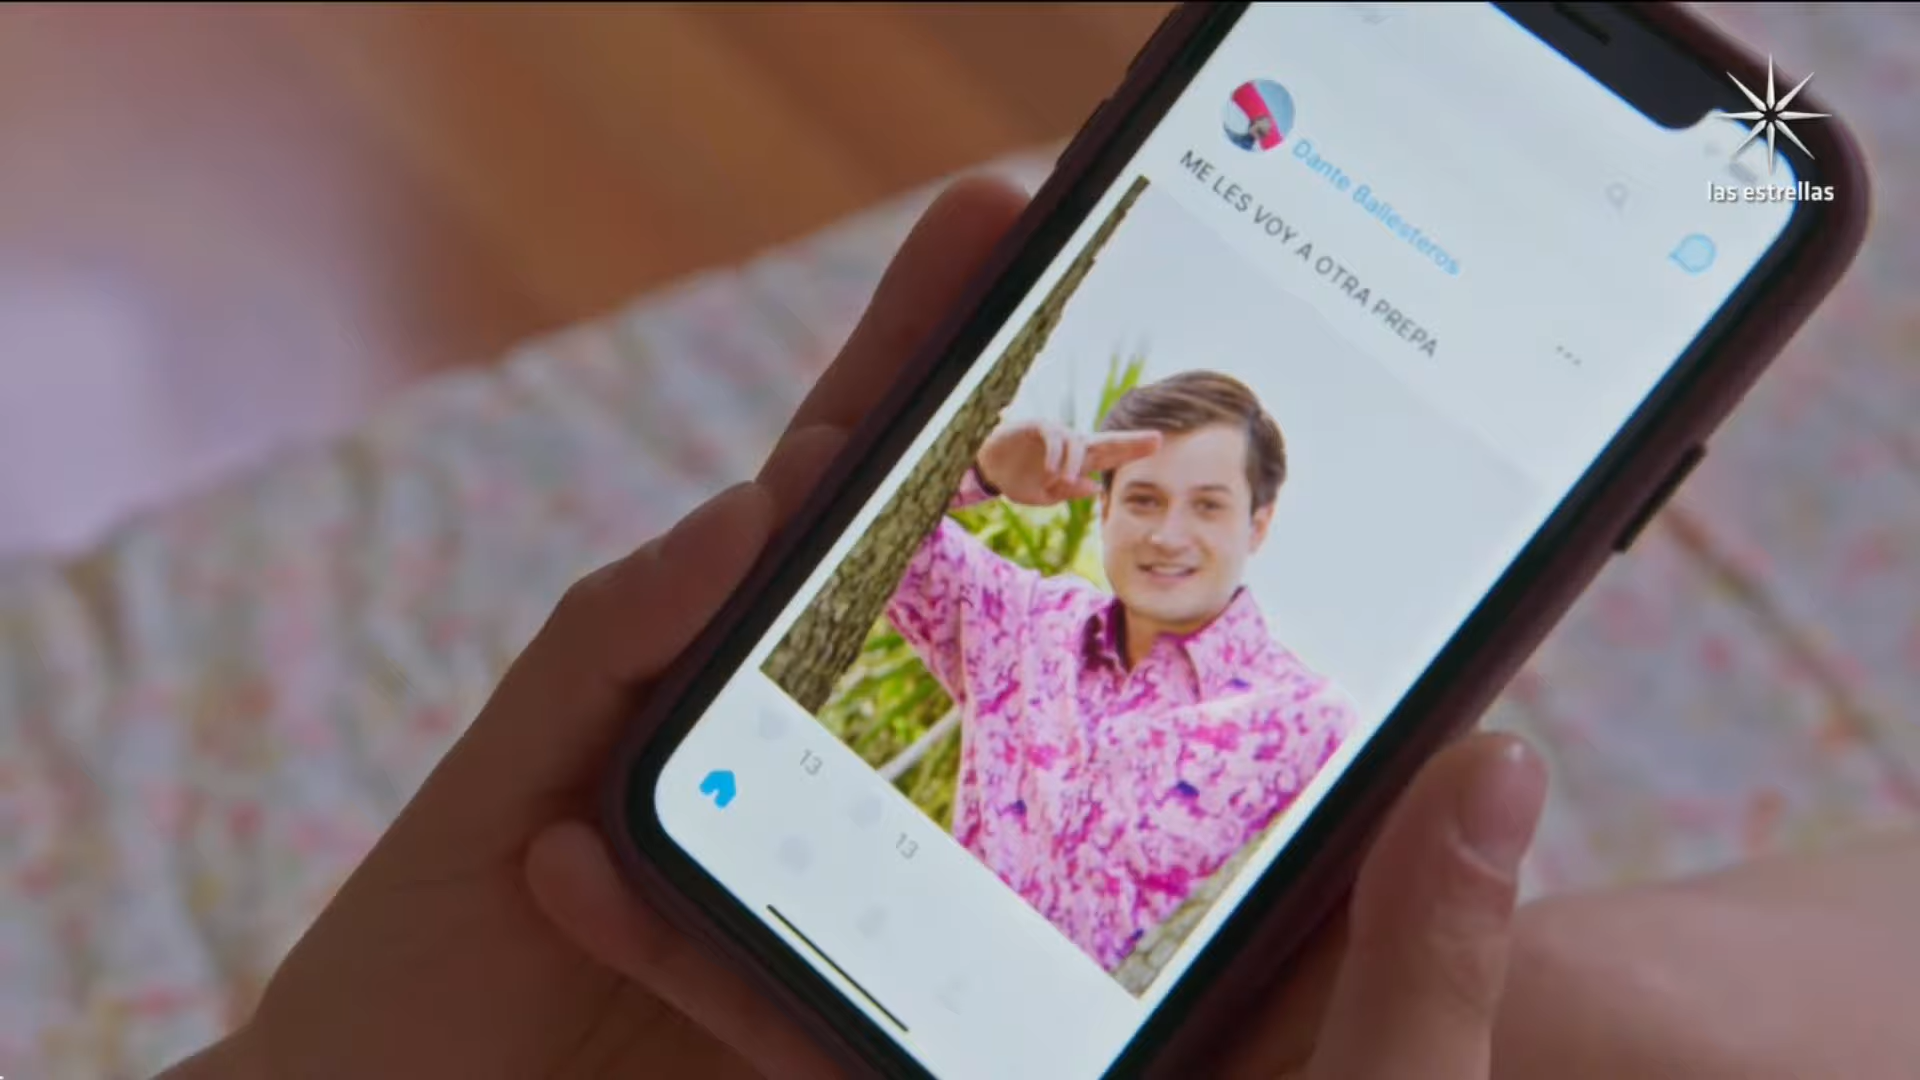 las estrellas
Dante Ballesteros
ME LES VOY A OTRA PREPA
13
13